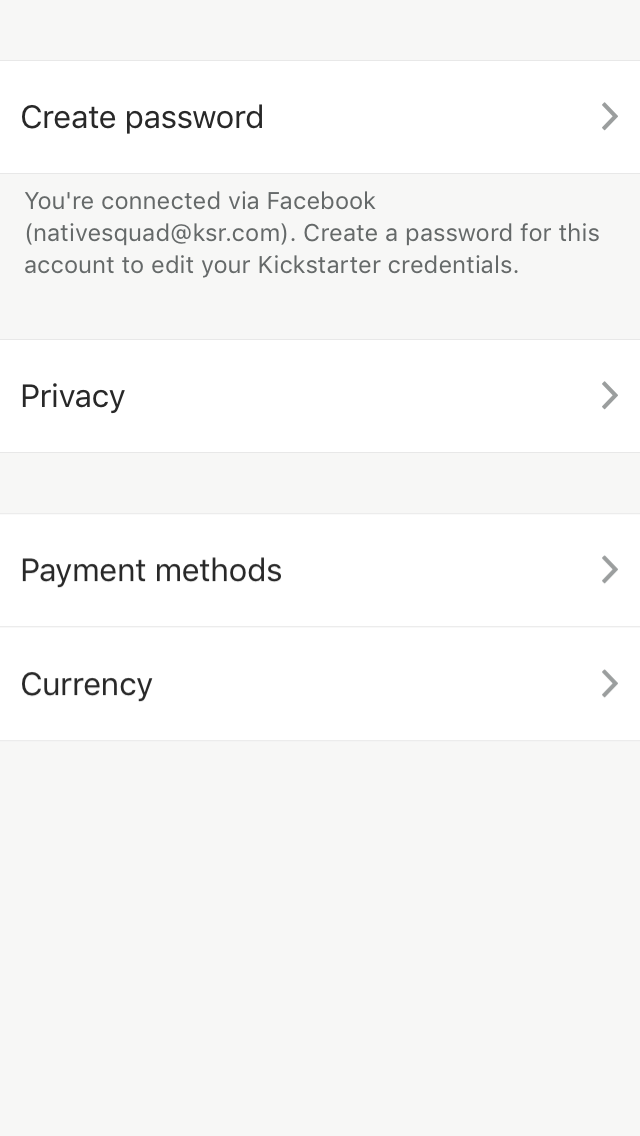 Create password
You're connected via Facebook
(nativesquad@ksr.com). Create a password for this
account to edit your Kickstarter credentials.
Privacy
Payment methods
Currency